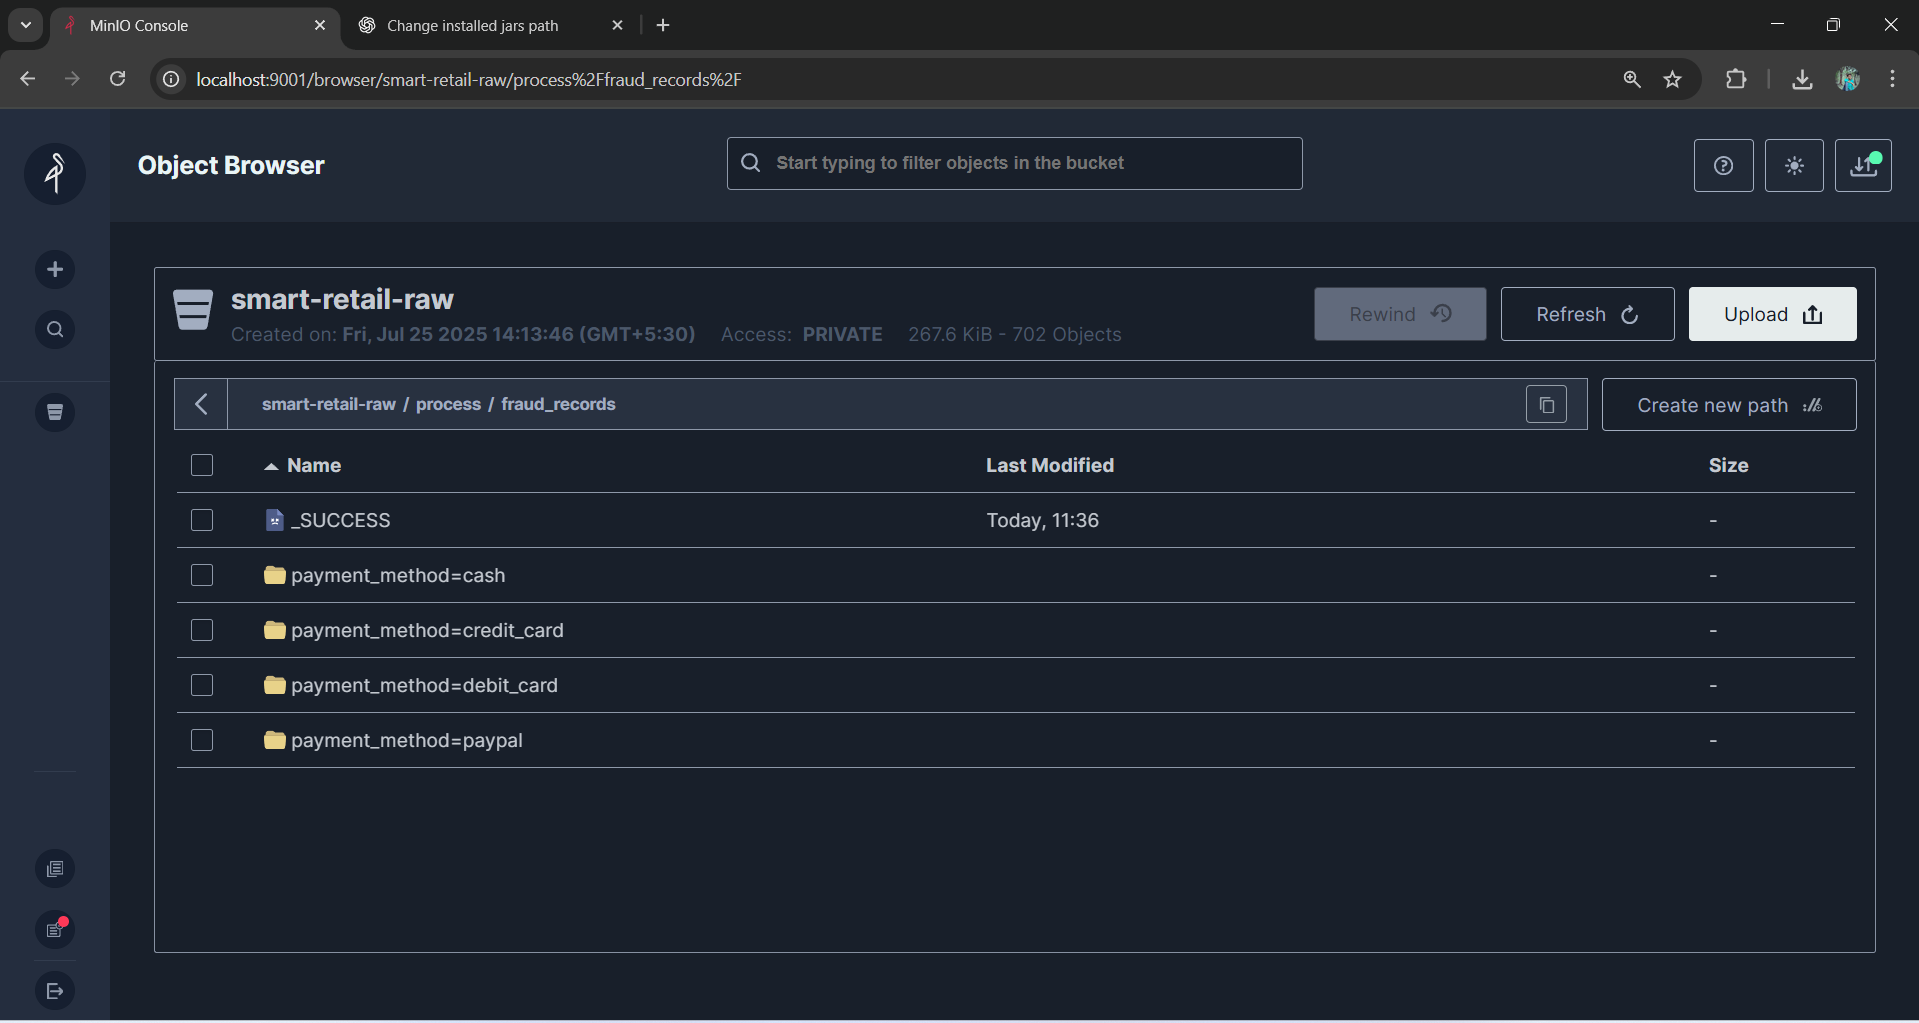 MinIO Console
Change installed jars path
localhost:9001/browser/smart-retail-raw/process%2Ffraud_records%2F
Object Browser
Start typing to filter objects in the bucket
smart-retail-raw
Created on: Fri, Jul 25 2025 14:13:46 (GMT+5:30) Access: PRIVATE 267.6 KiB - 702 Objects
Rewind
Refresh
Upload
smart-retail-raw / process / fraud_records
Create new path
Name Last Modified Size
_SUCCESS Today, 11:36 -
payment_method=cash -
payment_method=credit_card -
payment_method=debit_card -
payment_method=paypal -